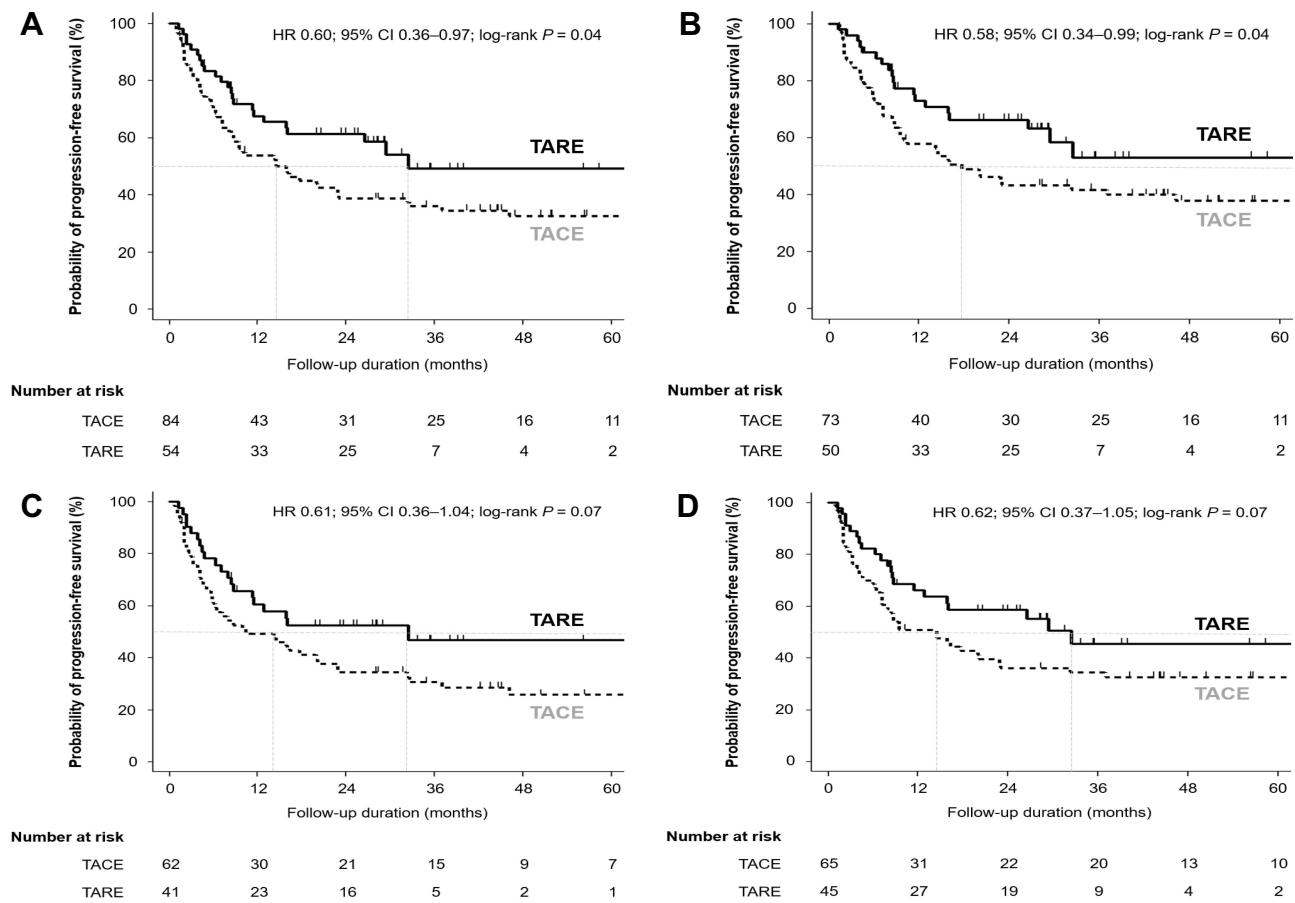 A
Probability of progression-free survival (%)
HR 0.60; 95% CI 0.36–0.97; log-rank P = 0.04
100
80
60
40
20
0
TARE
TACE
0 12 24 36 48 60
Follow-up duration (months)
Number at risk
TACE 84 43 31 25 16 11
TARE 54 33 25 7 4 2
B
Probability of progression-free survival (%)
HR 0.58; 95% CI 0.34–0.99; log-rank P = 0.04
100
80
60
40
20
0
TARE
TACE
0 12 24 36 48 60
Follow-up duration (months)
Number at risk
TACE 73 40 30 25 16 11
TARE 50 33 25 7 4 2
C
Probability of progression-free survival (%)
HR 0.61; 95% CI 0.36–1.04; log-rank P = 0.07
100
80
60
40
20
0
TARE
TACE
0 12 24 36 48 60
Follow-up duration (months)
Number at risk
TACE 62 30 21 15 9 7
TARE 41 23 16 5 2 1
D
Probability of progression-free survival (%)
HR 0.62; 95% CI 0.37–1.05; log-rank P = 0.07
100
80
60
40
20
0
TARE
TACE
0 12 24 36 48 60
Follow-up duration (months)
Number at risk
TACE 65 31 22 20 13 10
TARE 45 27 19 9 4 2